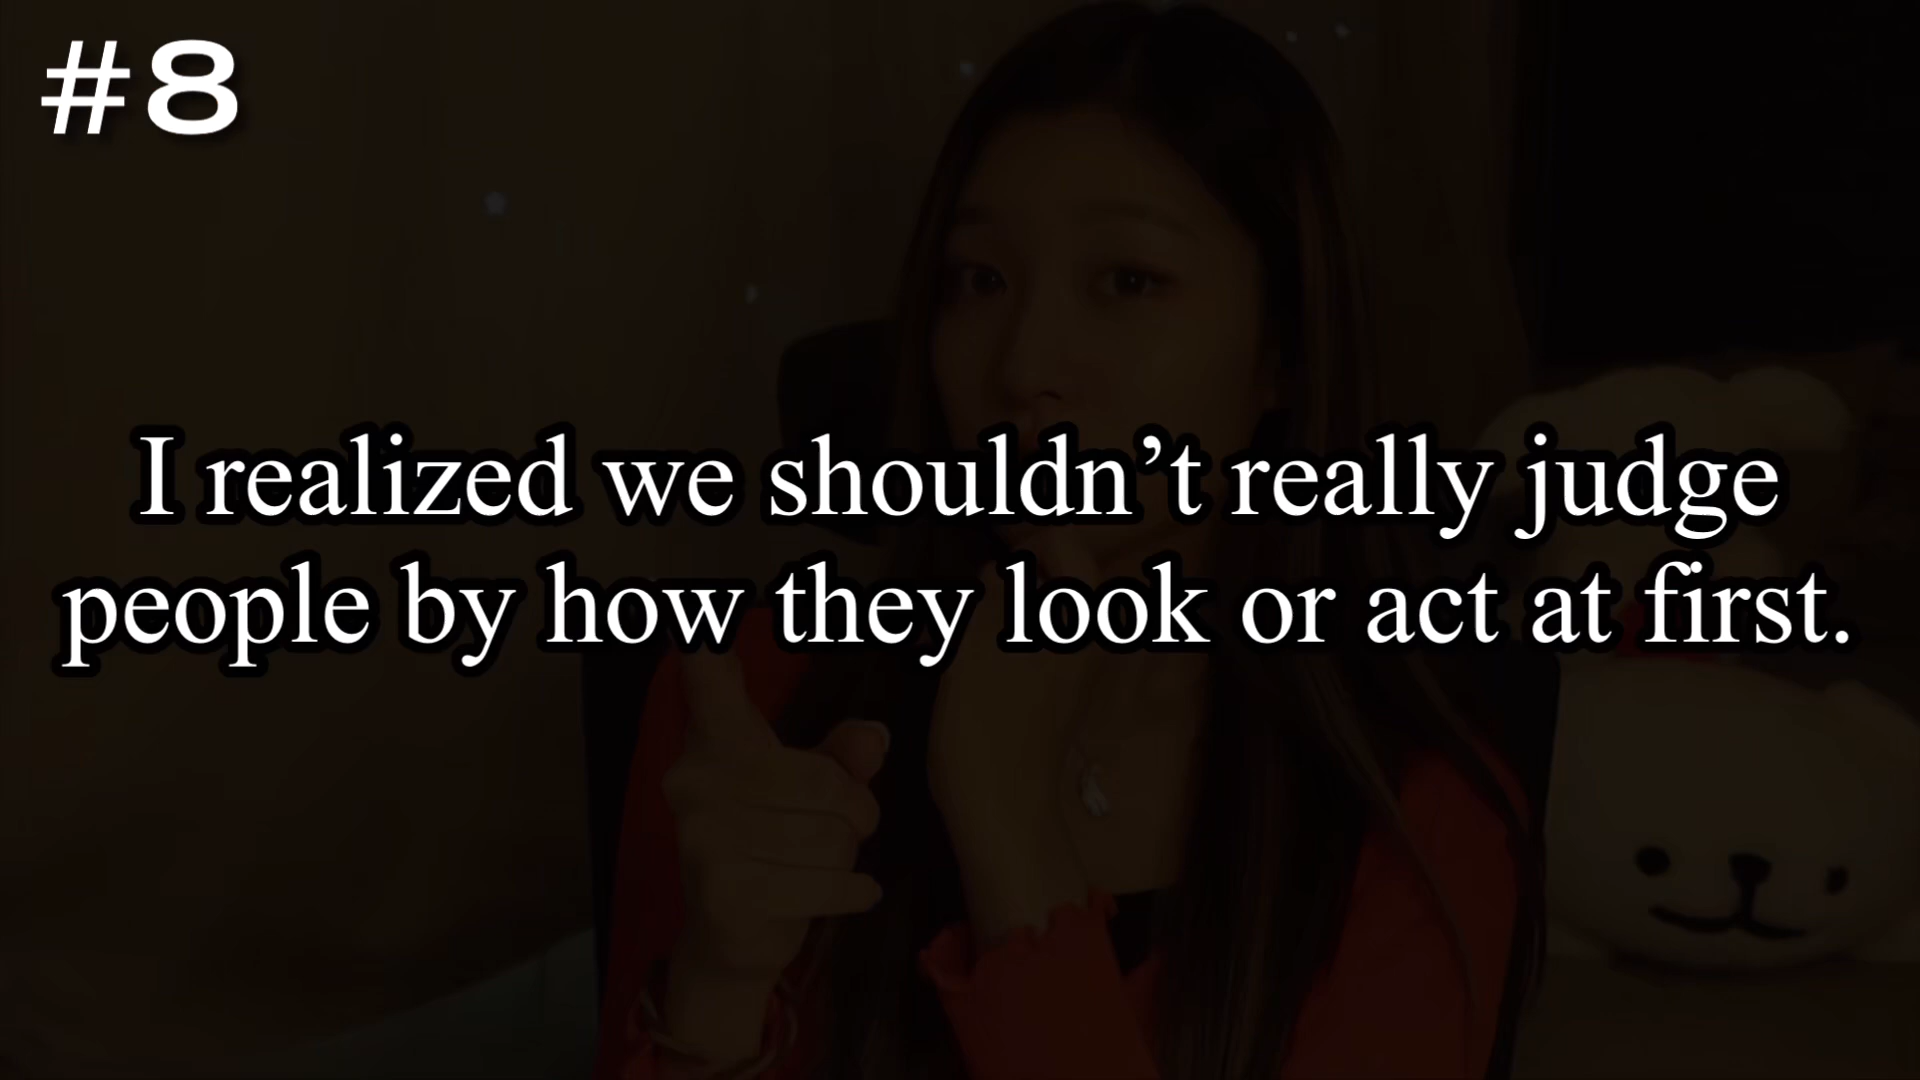 #8
I realized we shouldn’t really judge
people by how they look or act at first.